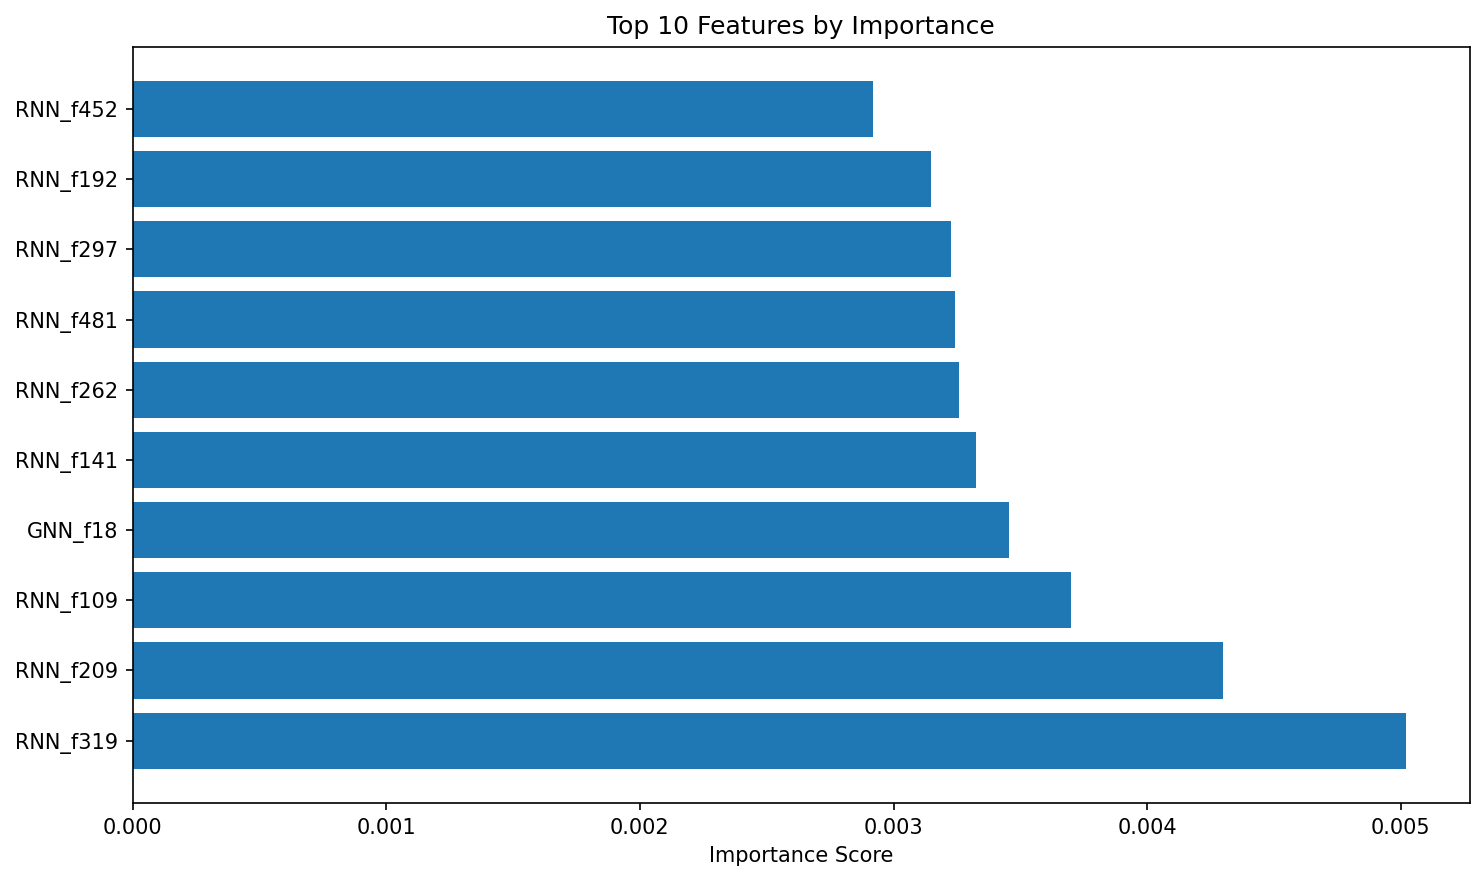 Top 10 Features by Importance
RNN_f452
RNN_f192
RNN_f297
RNN_f481
RNN_f262
RNN_f141
GNN_f18
RNN_f109
RNN_f209
RNN_f319
0.000 0.001 0.002 0.003 0.004 0.005
Importance Score